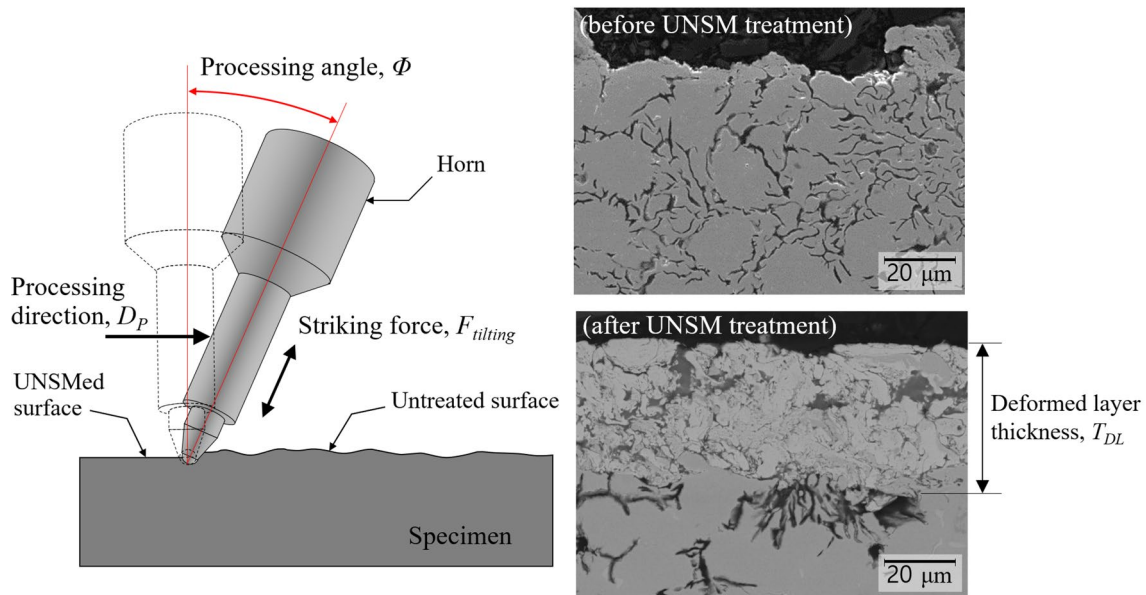 Processing angle, Φ
Horn
Processing
direction, D_P
Striking force, F_tilting
UNSMed
surface
Untreated surface
Specimen
(before UNSM treatment)
20 μm
(after UNSM treatment)
Deformed layer
thickness, T_DL
20 μm